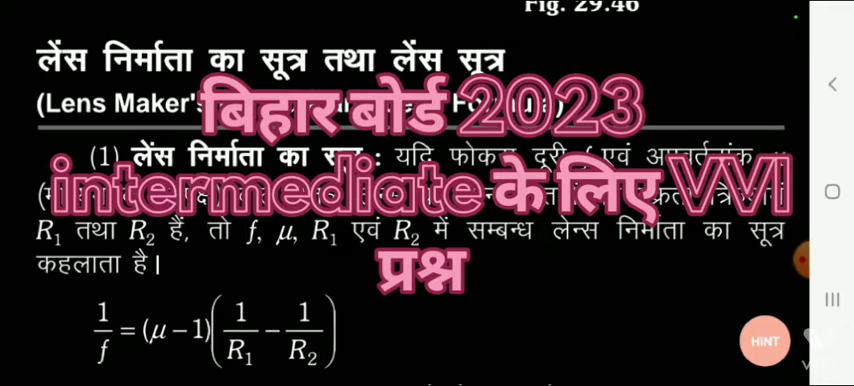 Fig. 29.46
लेंस निर्माता का सूत्र तथा लेंस सूत्र
(Lens Maker's
बिहार बोर्ड 2023
(1) लेंस निर्माता का : यदि फोकस दूरी f एवं
intermediate के लिए VVI
R₁ तथा R₂ हैं, तो f, μ, R₁ एवं R₂ में सम्बन्ध लेन्स निर्माता का सूत्र
कहलाता है।
प्रश्न
1/f = (μ − 1)(1/R₁ − 1/R₂)
HINT